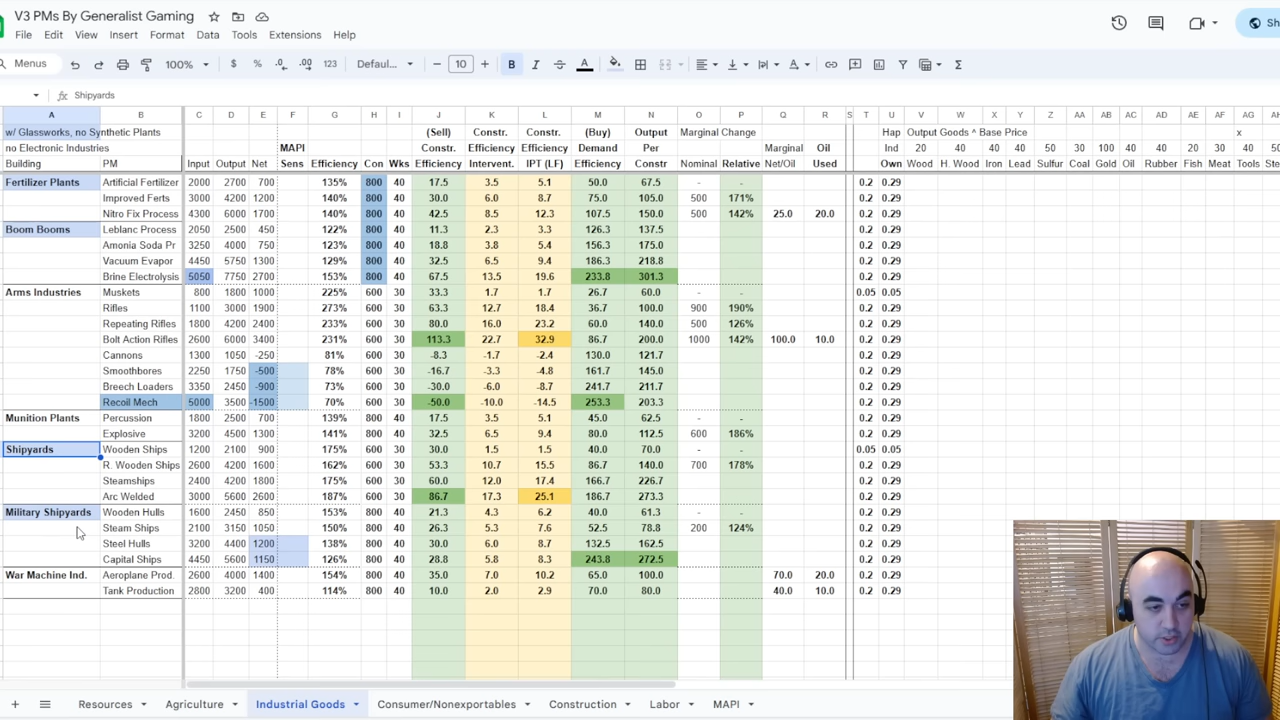 V3 PMs By Generalist Gaming
File Edit View Insert Format Data Tools Extensions Help
Menus 100% $ % .0 .00 123 Defaul... 10 B I A Σ
fx Shipyards
A B C D E F G H I J K L M N O P Q R S T U V W X Y Z AA AB AC AD AE AF AG AH
w/ Glassworks, no Synthetic Plants (Sell) Constr. Constr. (Buy) Output Marginal Change Hap Output Goods ^ Base Price x
no Electronic Industries MAPI Constr. Efficiency Efficiency Demand Per Marginal Oil Ind 20 40 40 40 50 30 100 40 40 20 30 40 50
Building PM Input Output Net Sens Efficiency Con Wks Efficiency Intervent. IPT (LF) Efficiency Constr Nominal Relative Net/Oil Used Own Wood H. Wood Iron Lead Sulfur Coal Gold Oil Rubber Fish Meat Tools Ste
Fertilizer Plants Artificial Fertilizer 2000 2700 700 135% 800 40 17.5 3.5 5.1 50.0 67.5 - - 0.2 0.29
Improved Ferts 3000 4200 1200 140% 800 40 30.0 6.0 8.7 75.0 105.0 500 171% 0.2 0.29
Nitro Fix Process 4300 6000 1700 140% 800 40 42.5 8.5 12.3 107.5 150.0 500 142% 25.0 20.0 0.2 0.29
Boom Booms Leblanc Process 2050 2500 450 122% 800 40 11.3 2.3 3.3 126.3 137.5 0.2 0.29
Amonia Soda Pr 3250 4000 750 123% 800 40 18.8 3.8 5.4 156.3 175.0 0.2 0.29
Vacuum Evapor 4450 5750 1300 129% 800 40 32.5 6.5 9.4 186.3 218.8 0.2 0.29
Brine Electrolysis 5050 7750 2700 153% 800 40 67.5 13.5 19.6 233.8 301.3 0.2 0.29
Arms Industries Muskets 800 1800 1000 225% 600 30 33.3 1.7 1.7 26.7 60.0 - - 0.05 0.05
Rifles 1100 3000 1900 273% 600 30 63.3 12.7 18.4 36.7 100.0 900 190% 0.2 0.29
Repeating Rifles 1800 4200 2400 233% 600 30 80.0 16.0 23.2 60.0 140.0 500 126% 0.2 0.29
Bolt Action Rifles 2600 6000 3400 231% 600 30 113.3 22.7 32.9 86.7 200.0 1000 142% 100.0 10.0 0.2 0.29
Cannons 1300 1050 -250 81% 600 30 -8.3 -1.7 -2.4 130.0 121.7 0.2 0.29
Smoothbores 2250 1750 -500 78% 600 30 -16.7 -3.3 -4.8 161.7 145.0 0.2 0.29
Breech Loaders 3350 2450 -900 73% 600 30 -30.0 -6.0 -8.7 241.7 211.7 0.2 0.29
Recoil Mech 5000 3500 -1500 70% 600 30 -50.0 -10.0 -14.5 253.3 203.3 0.2 0.29
Munition Plants Percussion 1800 2500 700 139% 800 40 17.5 3.5 5.1 45.0 62.5 - - 0.2 0.29
Explosive 3200 4500 1300 141% 800 40 32.5 6.5 9.4 80.0 112.5 600 186% 0.2 0.29
Shipyards Wooden Ships 1200 2100 900 175% 600 30 30.0 1.5 1.5 40.0 70.0 - - 0.05 0.05
R. Wooden Ships 2600 4200 1600 162% 600 30 53.3 10.7 15.5 86.7 140.0 700 178% 0.2 0.29
Steamships 2400 4200 1800 175% 600 30 60.0 12.0 17.4 166.7 226.7 0.2 0.29
Arc Welded 3000 5600 2600 187% 600 30 86.7 17.3 25.1 186.7 273.3 0.2 0.29
Military Shipyards Wooden Hulls 1600 2450 850 153% 800 40 21.3 4.3 6.2 40.0 61.3 - - 0.2 0.29
Steam Ships 2100 3150 1050 150% 800 40 26.3 5.3 7.6 52.5 78.8 200 124% 0.2 0.29
Steel Hulls 3200 4400 1200 138% 800 40 30.0 6.0 8.7 132.5 162.5 0.2 0.29
Capital Ships 4450 5600 1150 126% 800 40 28.8 5.8 8.3 243.8 272.5 0.2 0.29
War Machine Ind. Aeroplane Prod. 2600 4000 1400 154% 800 40 35.0 7.0 10.2 65.0 100.0 70.0 20.0 0.2 0.29
Tank Production 2800 3200 400 114% 800 40 10.0 2.0 2.9 70.0 80.0 40.0 10.0 0.2 0.29
Resources Agriculture Industrial Goods Consumer/Nonexportables Construction Labor MAPI